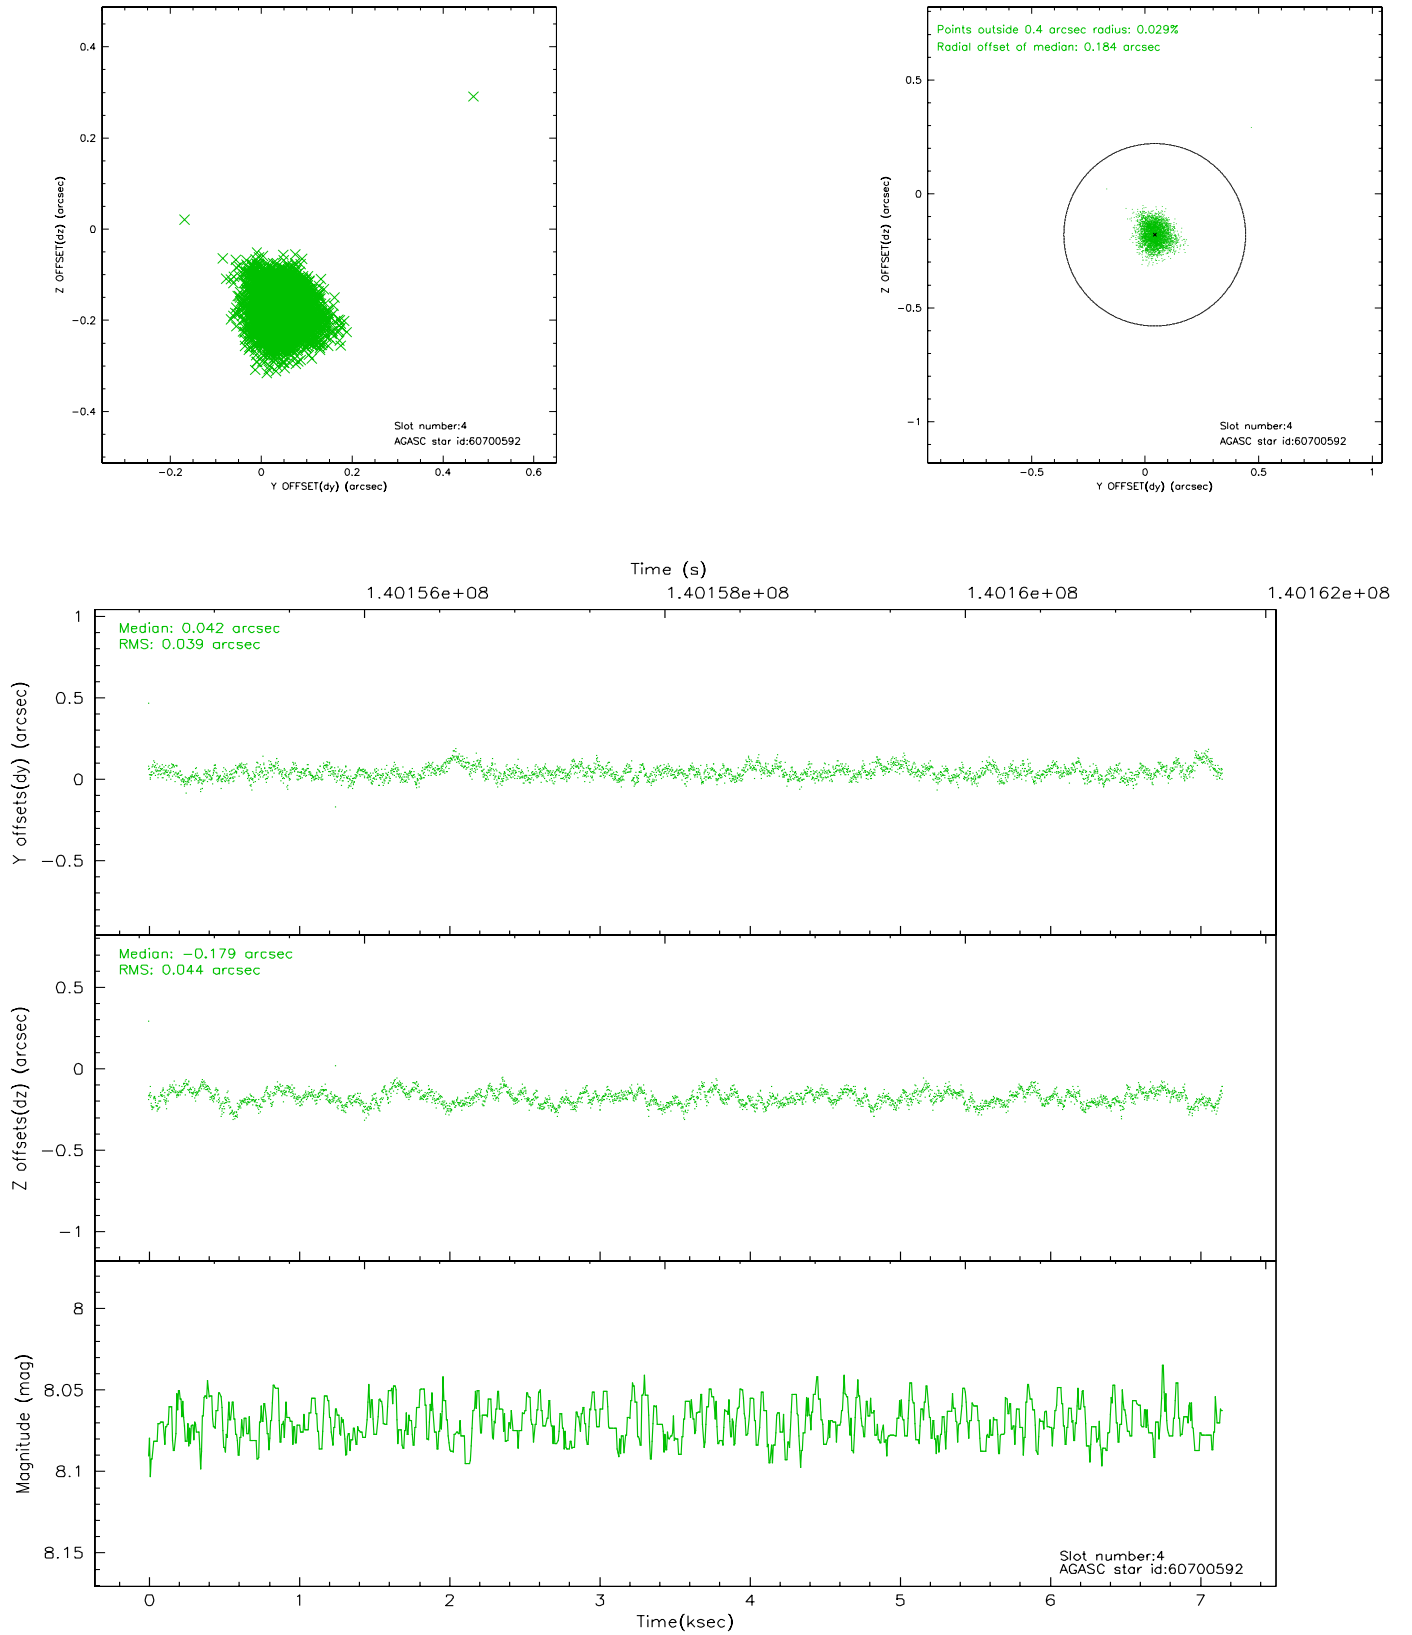 0.4
0.2
0
−0.2
−0.4
Z OFFSET(dz) (arcsec)
Slot number:4
AGASC star id:60700592
−0.2 0 0.2 0.4 0.6
Y OFFSET(dy) (arcsec)
Points outside 0.4 arcsec radius: 0.029%
Radial offset of median: 0.184 arcsec
0.5
0
−0.5
−1
Z OFFSET(dz) (arcsec)
Slot number:4
AGASC star id:60700592
−0.5 0 0.5 1
Y OFFSET(dy) (arcsec)
Time (s)
1.40156e+08 1.40158e+08 1.4016e+08 1.40162e+08
Median: 0.042 arcsec
RMS: 0.039 arcsec
1
0.5
0
−0.5
Y offsets(dy) (arcsec)
Median: −0.179 arcsec
RMS: 0.044 arcsec
0.5
0
−0.5
−1
Z offsets(dz) (arcsec)
8
8.05
8.1
8.15
Magnitude (mag)
Slot number:4
AGASC star id:60700592
0 1 2 3 4 5 6 7
Time(ksec)